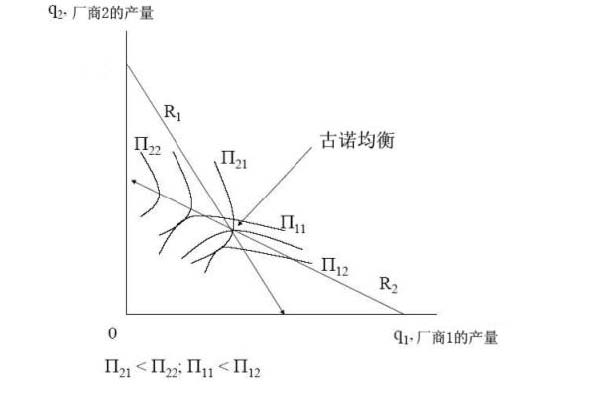 q2, 厂商2的产量
R1
Π22
Π21
古诺均衡
Π11
Π12
R2
0
q1, 厂商1的产量
Π21 < Π22; Π11 < Π12